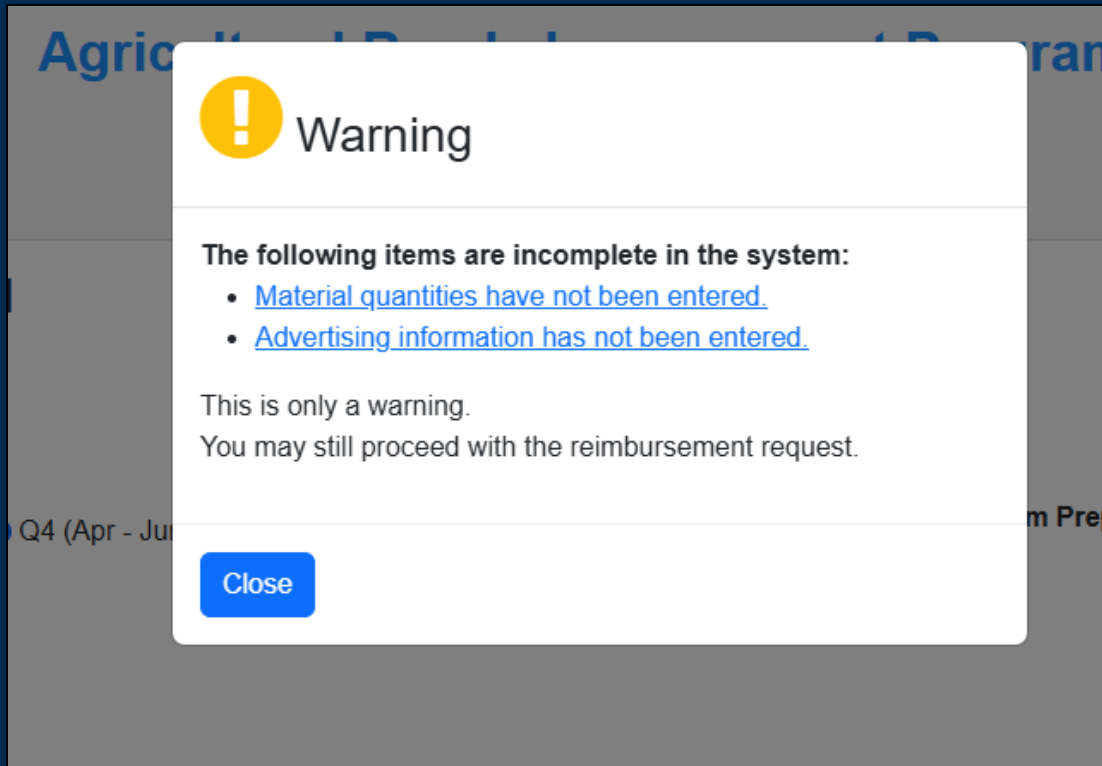 Warning
The following items are incomplete in the system:
Material quantities have not been entered.
Advertising information has not been entered.
This is only a warning.
You may still proceed with the reimbursement request.
Q4 (Apr - Ju
Close